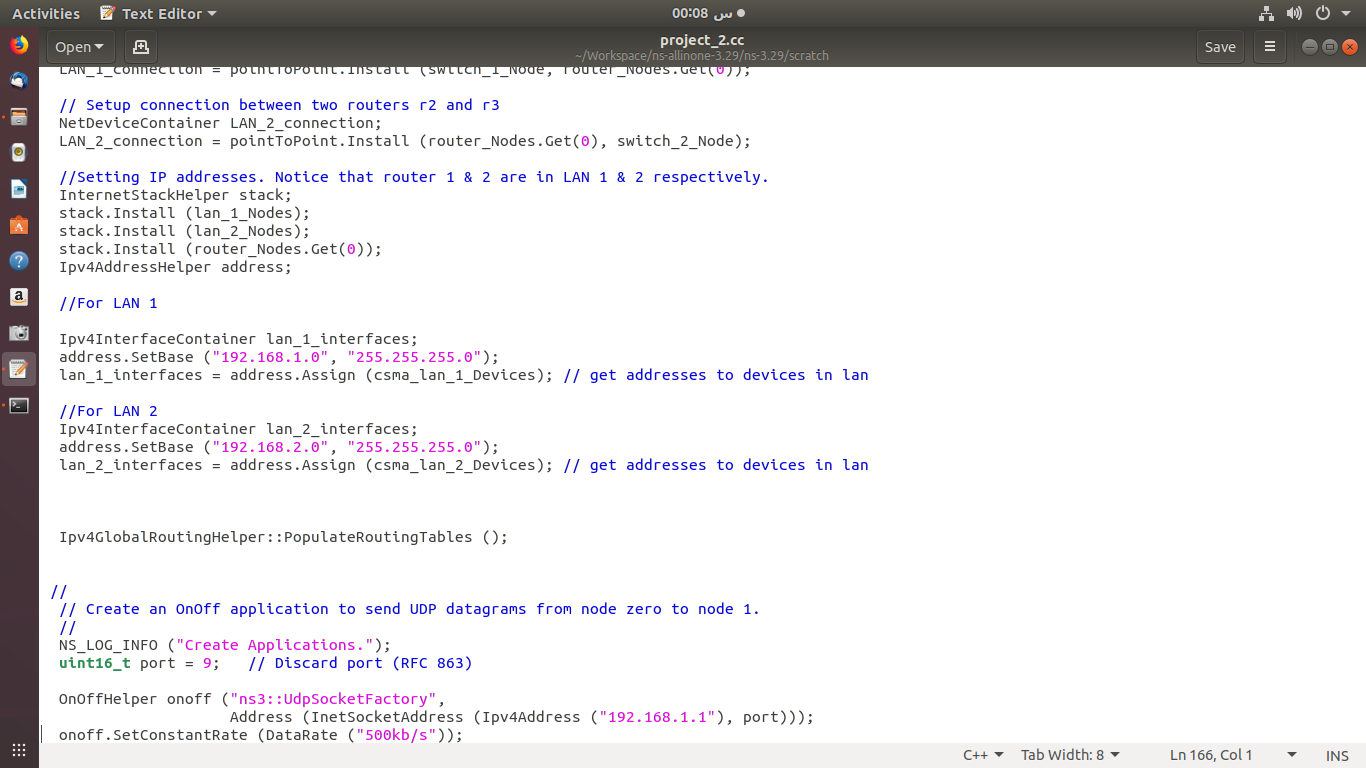 Activities
Text Editor
00:08 س
Open
project_2.cc
~/Workspace/ns-allinone-3.29/ns-3.29/scratch
Save
LAN_1_connection = pointToPoint.Install (switch_1_Node, router_Nodes.Get(0));
// Setup connection between two routers r2 and r3
NetDeviceContainer LAN_2_connection;
LAN_2_connection = pointToPoint.Install (router_Nodes.Get(0), switch_2_Node);
//Setting IP addresses. Notice that router 1 & 2 are in LAN 1 & 2 respectively.
InternetStackHelper stack;
stack.Install (lan_1_Nodes);
stack.Install (lan_2_Nodes);
stack.Install (router_Nodes.Get(0));
Ipv4AddressHelper address;
//For LAN 1
Ipv4InterfaceContainer lan_1_interfaces;
address.SetBase ("192.168.1.0", "255.255.255.0");
lan_1_interfaces = address.Assign (csma_lan_1_Devices); // get addresses to devices in lan
//For LAN 2
Ipv4InterfaceContainer lan_2_interfaces;
address.SetBase ("192.168.2.0", "255.255.255.0");
lan_2_interfaces = address.Assign (csma_lan_2_Devices); // get addresses to devices in lan
Ipv4GlobalRoutingHelper::PopulateRoutingTables ();
//
// Create an OnOff application to send UDP datagrams from node zero to node 1.
//
NS_LOG_INFO ("Create Applications.");
uint16_t port = 9;   // Discard port (RFC 863)
OnOffHelper onoff ("ns3::UdpSocketFactory",
Address (InetSocketAddress (Ipv4Address ("192.168.1.1"), port)));
onoff.SetConstantRate (DataRate ("500kb/s"));
C++
Tab Width: 8
Ln 166, Col 1
INS